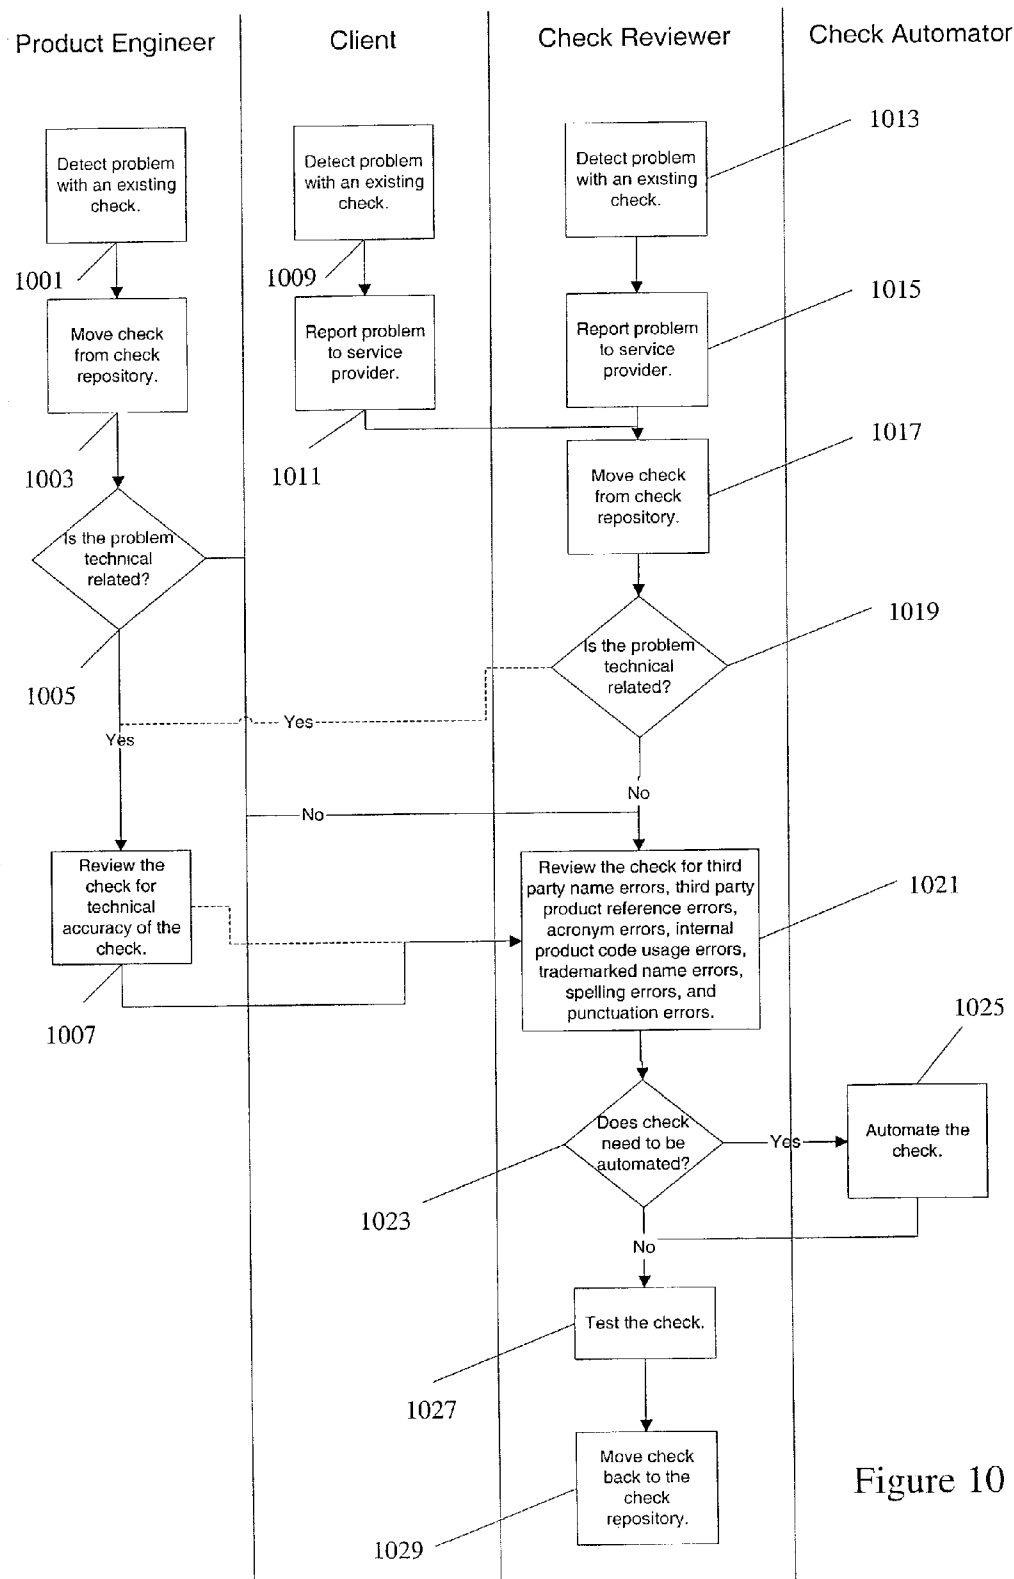 Product Engineer
Client
Check Reviewer
Check Automator
Detect problem
with an existing
check.
1001
Move check
from check
repository.
1003
Is the problem
technical
related?
1005
Yes
Review the
check for
technical
accuracy of the
check.
1007
Detect problem
with an existing
check.
1009
Report problem
to service
provider.
1011
Yes
No
Detect problem
with an existing
check.
1013
Report problem
to service
provider.
1015
Move check
from check
repository.
1017
Is the problem
technical
related?
1019
No
Review the check for third
party name errors, third party
product reference errors,
acronym errors, internal
product code usage errors,
trademarked name errors,
spelling errors, and
punctuation errors.
1021
Does check
need to be
automated?
1023
Yes
Automate the
check.
1025
No
Test the check.
1027
Move check
back to the
check
repository.
1029
Figure 10